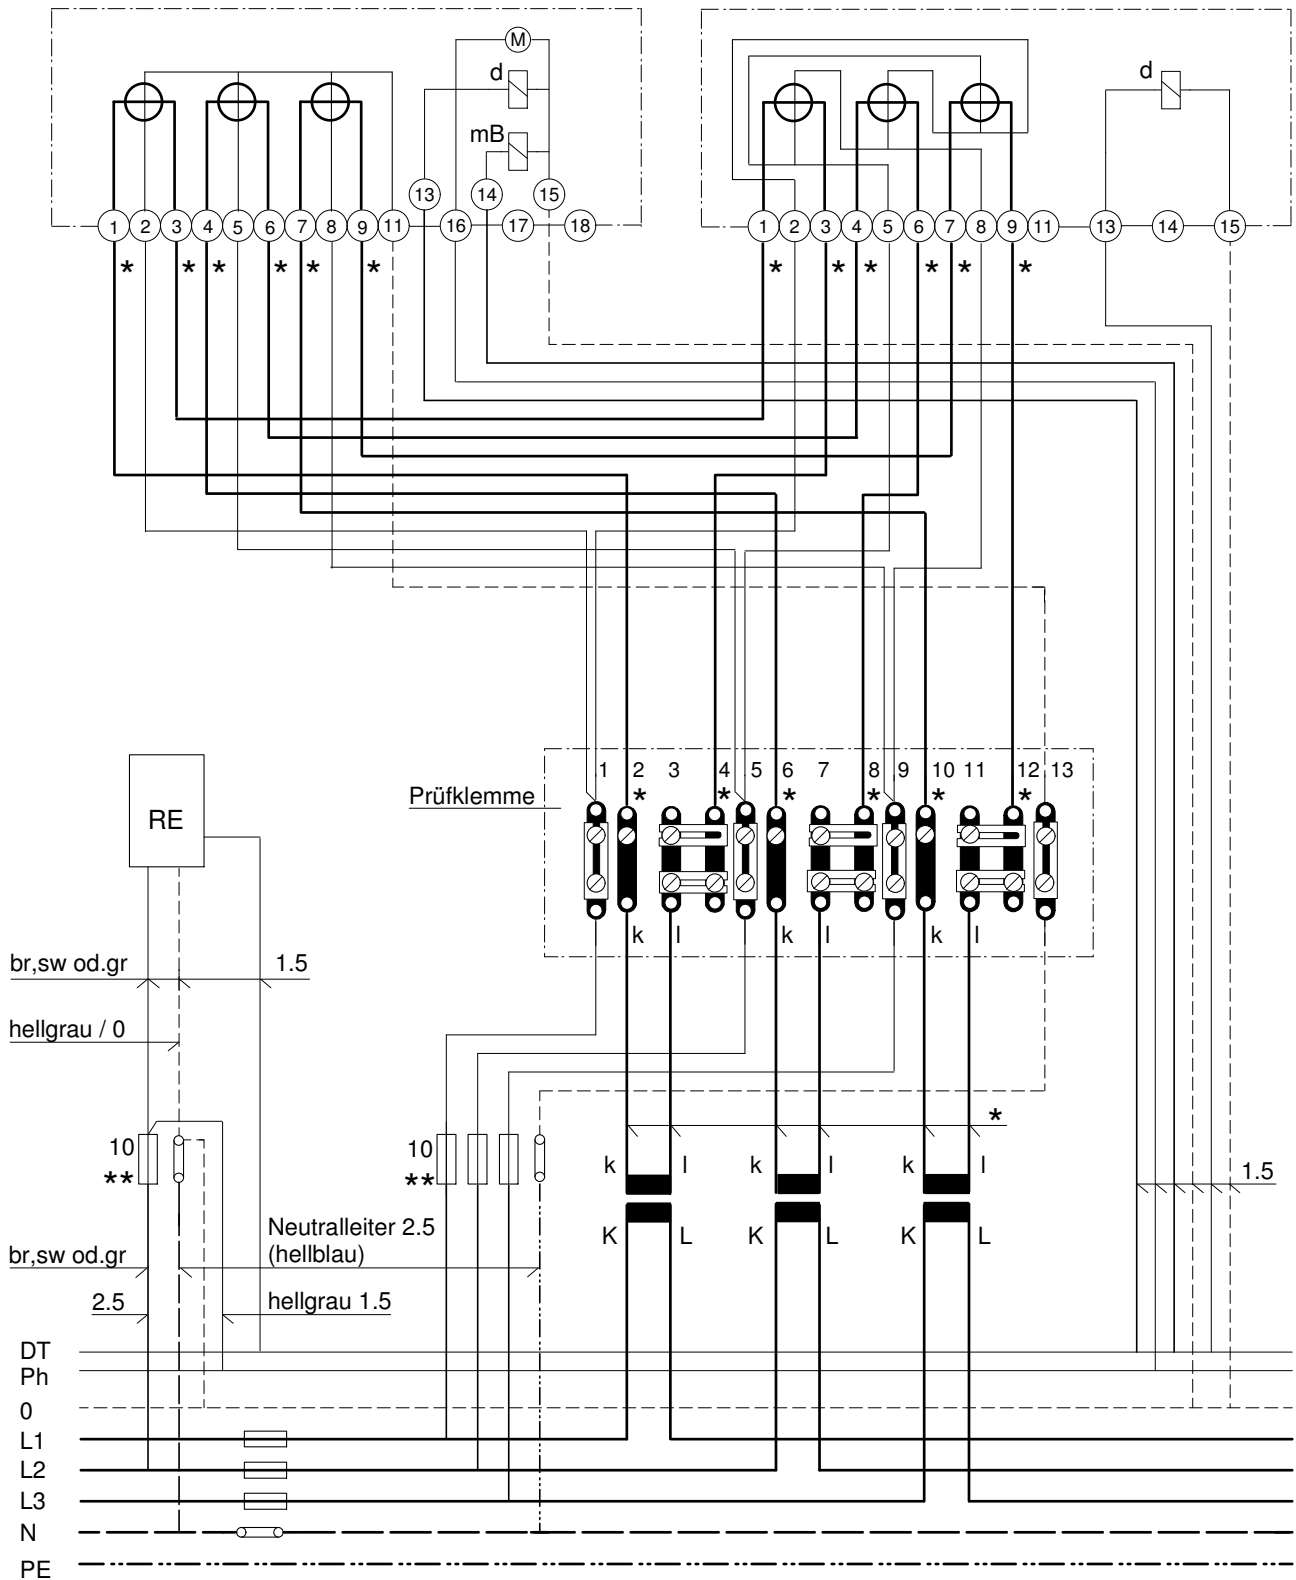 M
d
d
mB
13
14
15
1
2
3
4
5
6
7
8
9
11
16
17
18
1
2
3
4
5
6
7
8
9
11
13
14
15
* * * * * *
* * * * * *
Prüfklemme
1 2 3 4 5 6 7 8 9 10 11 12 13
* * * * * *
RE
k l k l k l
br,sw od.gr
1.5
hellgrau / 0
*
10
**
10
**
k l k l k l
1.5
K L K L K L
Neutralleiter 2.5
(hellblau)
br,sw od.gr
2.5
hellgrau 1.5
DT
Ph
0
L1
L2
L3
N
PE